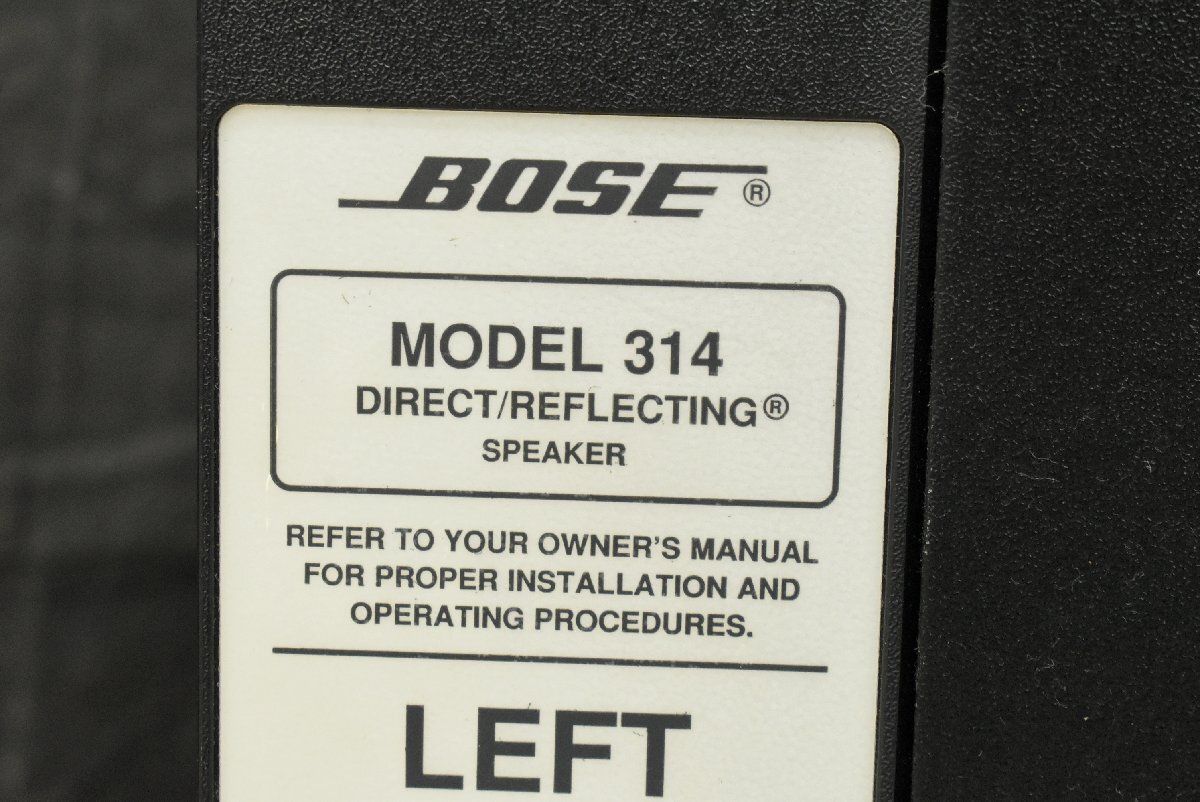 BOSE®
MODEL 314
DIRECT/REFLECTING®
SPEAKER
REFER TO YOUR OWNER'S MANUAL
FOR PROPER INSTALLATION AND
OPERATING PROCEDURES.
LEFT